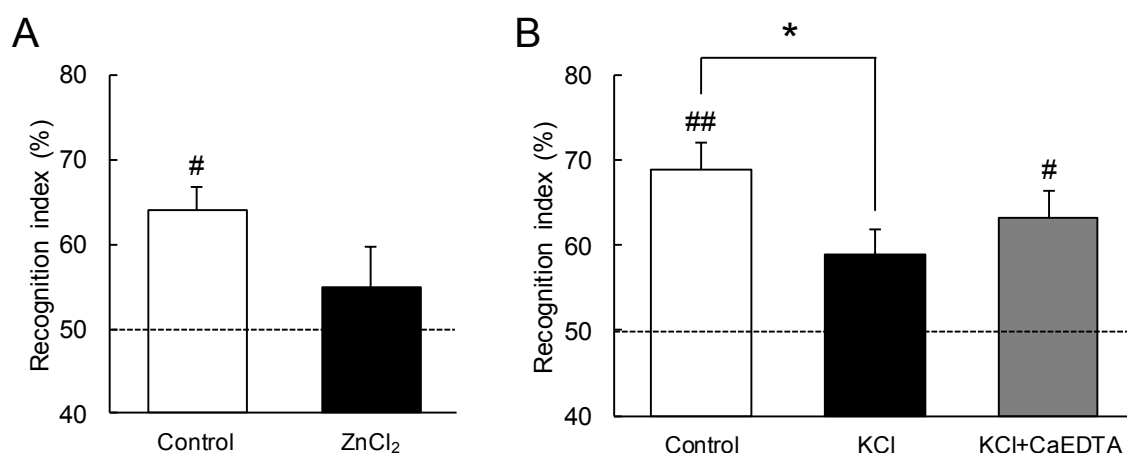 A
Recognition index (%)
80
70
60
50
40
#
Control
ZnCl₂
B
Recognition index (%)
80
70
60
50
40
*
##
#
Control
KCl
KCl+CaEDTA